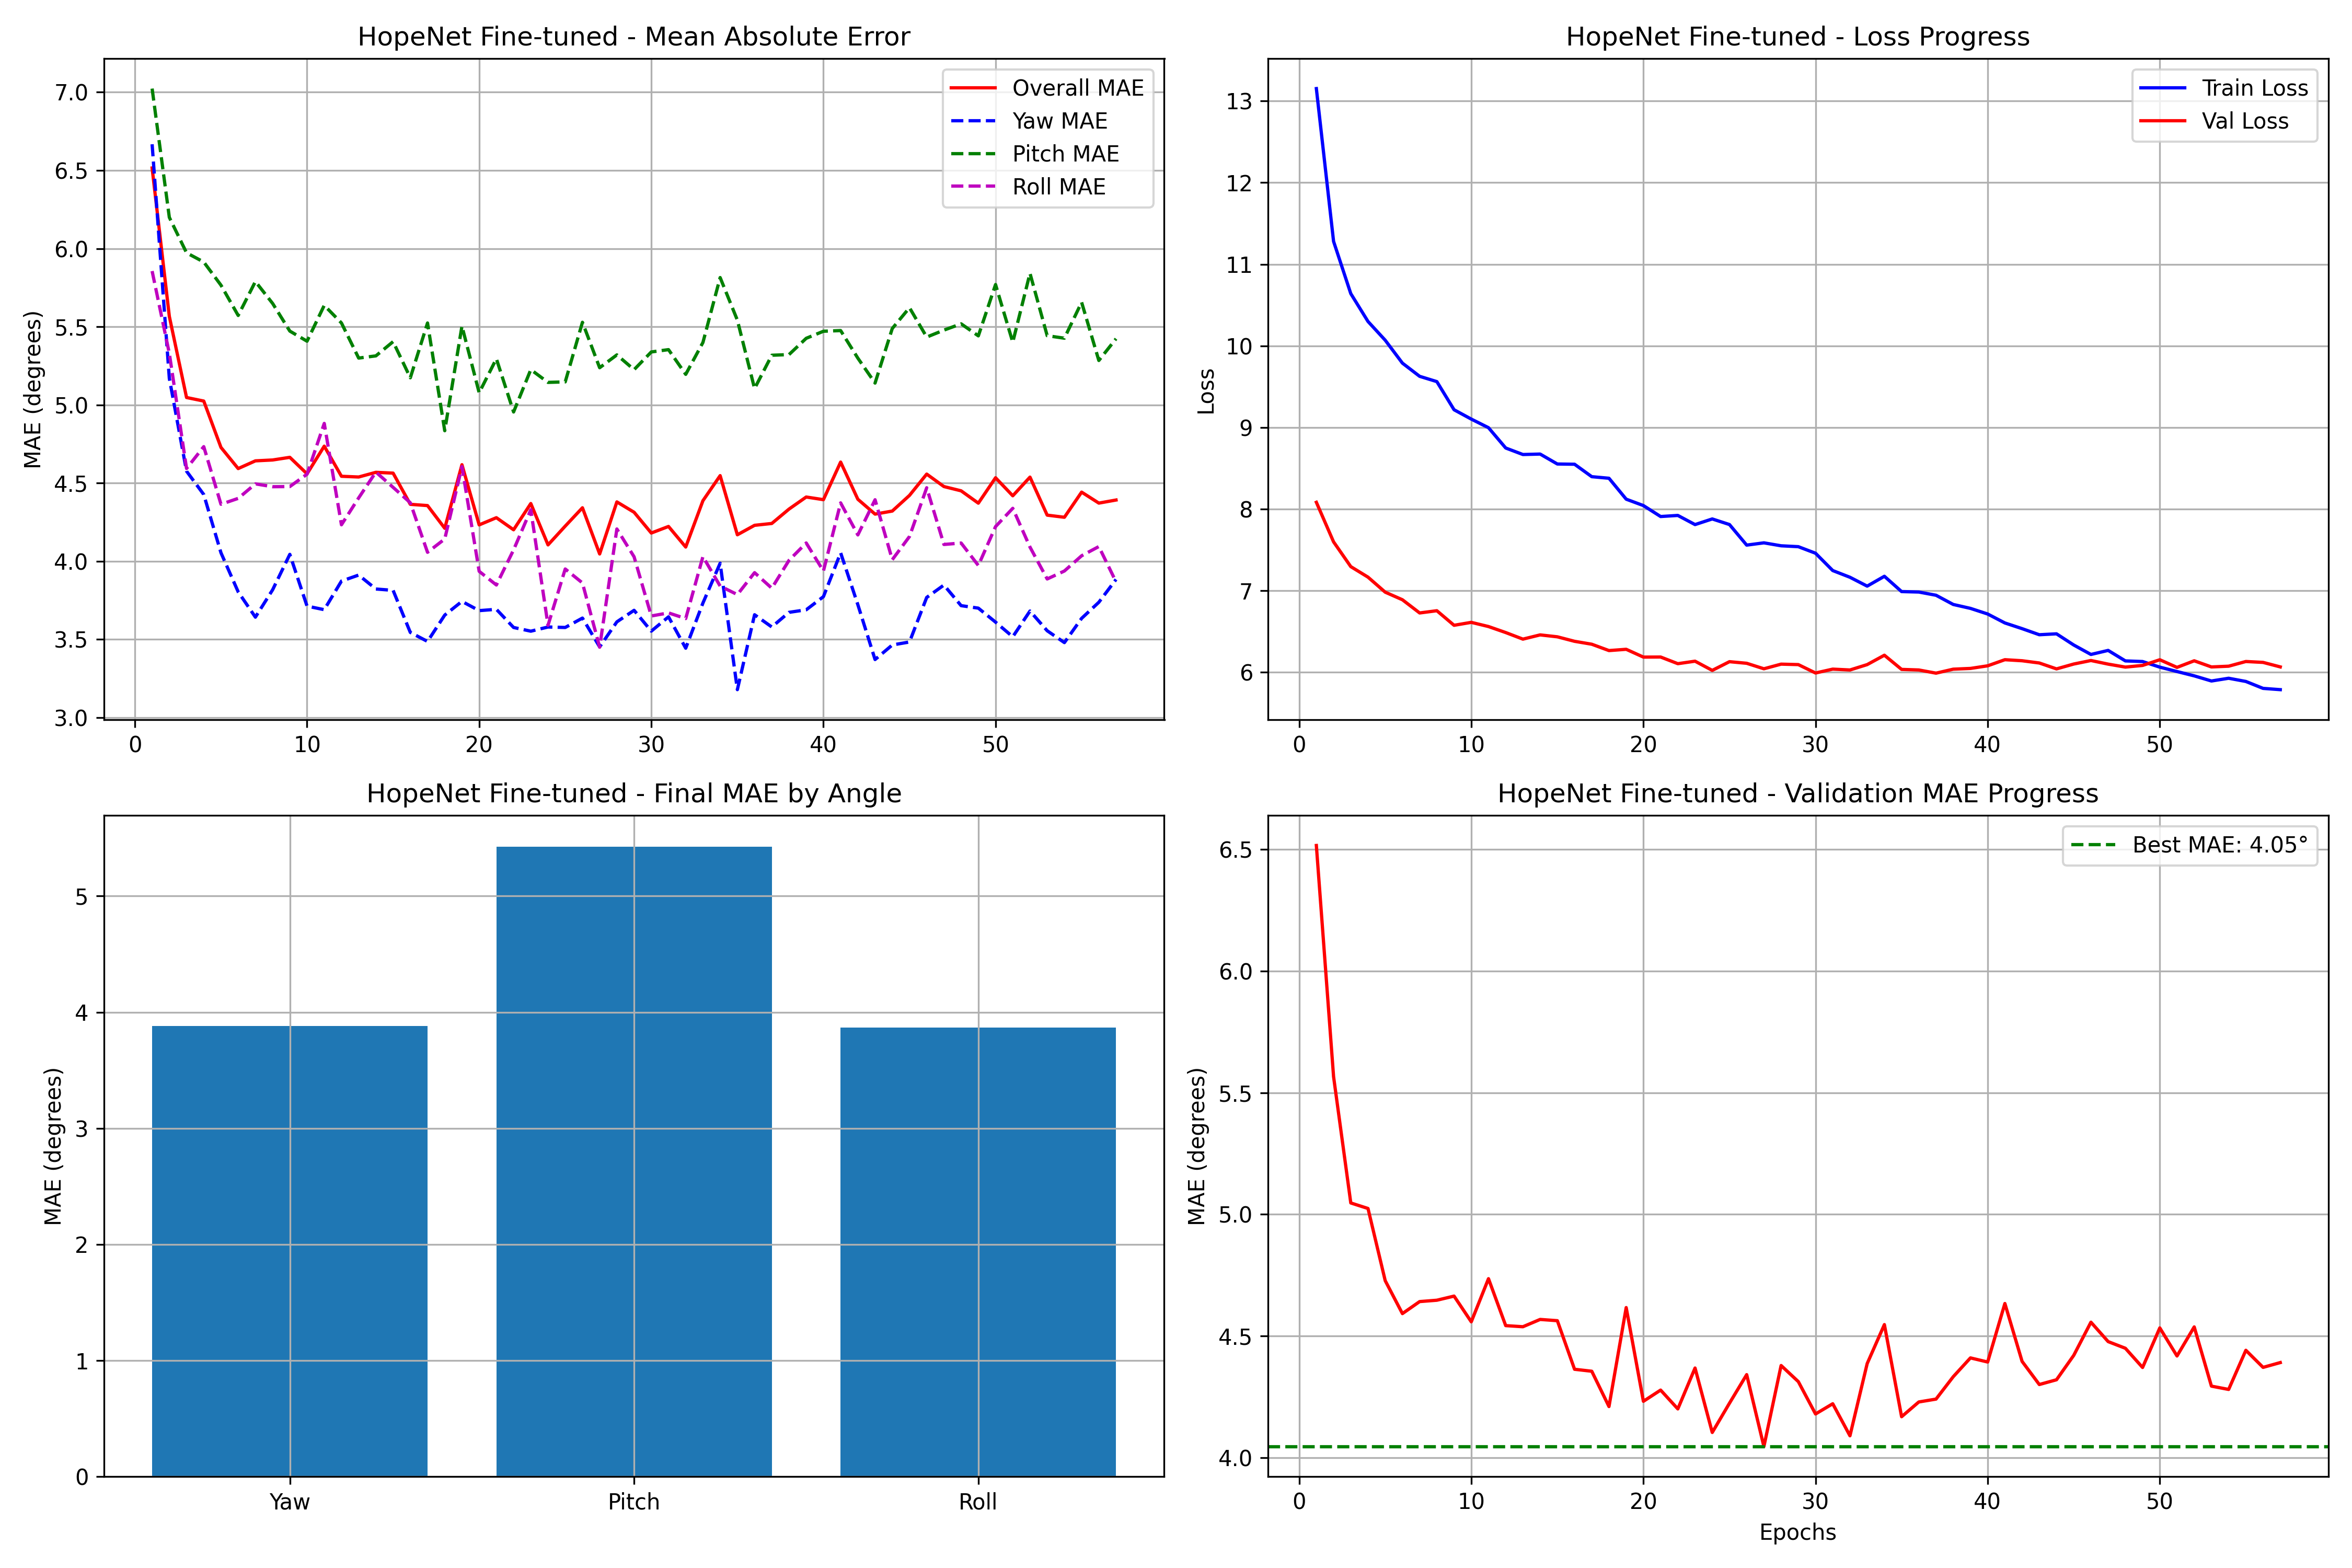 HopeNet Fine-tuned - Mean Absolute Error
MAE (degrees)
7.0
6.5
6.0
5.5
5.0
4.5
4.0
3.5
3.0
0 10 20 30 40 50
Overall MAE
Yaw MAE
Pitch MAE
Roll MAE
HopeNet Fine-tuned - Loss Progress
Loss
13
12
11
10
9
8
7
6
0 10 20 30 40 50
Train Loss
Val Loss
HopeNet Fine-tuned - Final MAE by Angle
MAE (degrees)
5
4
3
2
1
0
Yaw Pitch Roll
HopeNet Fine-tuned - Validation MAE Progress
MAE (degrees)
6.5
6.0
5.5
5.0
4.5
4.0
0 10 20 30 40 50
Epochs
Best MAE: 4.05°